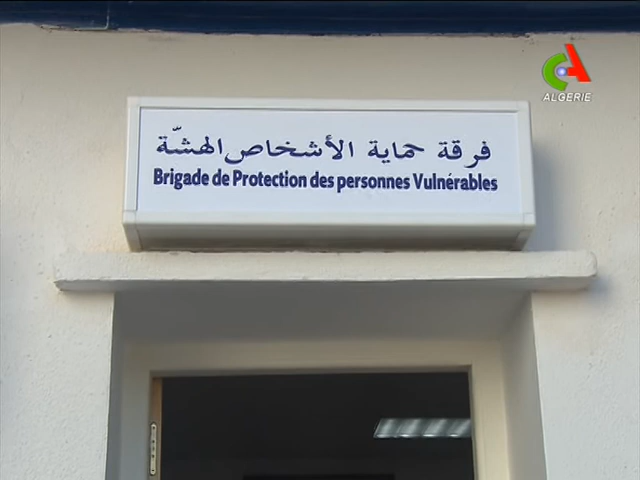 ALGERIE
فرقة حماية الأشخاص الهشّة
Brigade de Protection des personnes Vulnérables